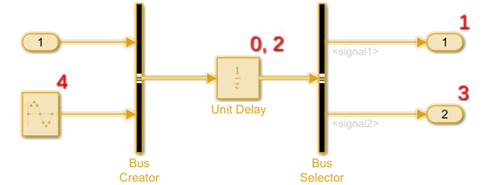 0, 2
1
1
1
<signal1>
4
1
z
3
Unit Delay
2
<signal2>
Bus
Creator
Bus
Selector